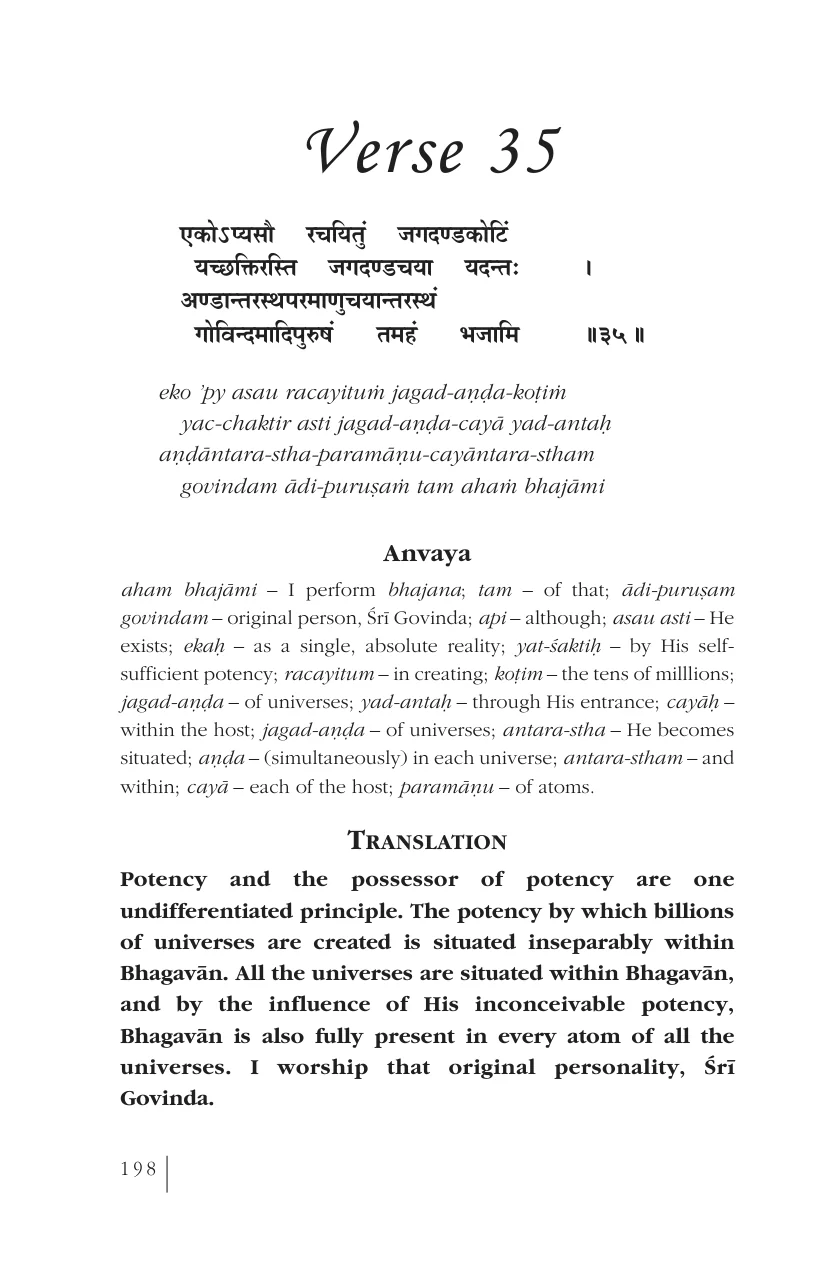 Verse 35
एकोऽप्यसौ रचयितुं जगदण्डकोटिं
यच्छक्तिरस्ति जगदण्डचया यदन्तः ।
अण्डान्तरस्थपरमाणुचयान्तरस्थं
गोविन्दमादिपुरुषं तमहं भजामि ॥३५॥
eko ’py asau racayituṁ jagad-aṇḍa-koṭiṁ
yac-chaktir asti jagad-aṇḍa-cayā yad-antaḥ
aṇḍāntara-stha-paramāṇu-cayāntara-stham
govindam ādi-puruṣaṁ tam ahaṁ bhajāmi
Anvaya
aham bhajāmi – I perform bhajana; tam – of that; ādi-puruṣam
govindam – original person, Śrī Govinda; api – although; asau asti – He
exists; ekaḥ – as a single, absolute reality; yat-śaktiḥ – by His self-
sufficient potency; racayitum – in creating; koṭim – the tens of milllions;
jagad-aṇḍa – of universes; yad-antaḥ – through His entrance; cayāḥ –
within the host; jagad-aṇḍa – of universes; antara-stha – He becomes
situated; aṇḍa – (simultaneously) in each universe; antara-stham – and
within; cayā – each of the host; paramāṇu – of atoms.
TRANSLATION
Potency and the possessor of potency are one
undifferentiated principle. The potency by which billions
of universes are created is situated inseparably within
Bhagavān. All the universes are situated within Bhagavān,
and by the influence of His inconceivable potency,
Bhagavān is also fully present in every atom of all the
universes. I worship that original personality, Śrī
Govinda.
198